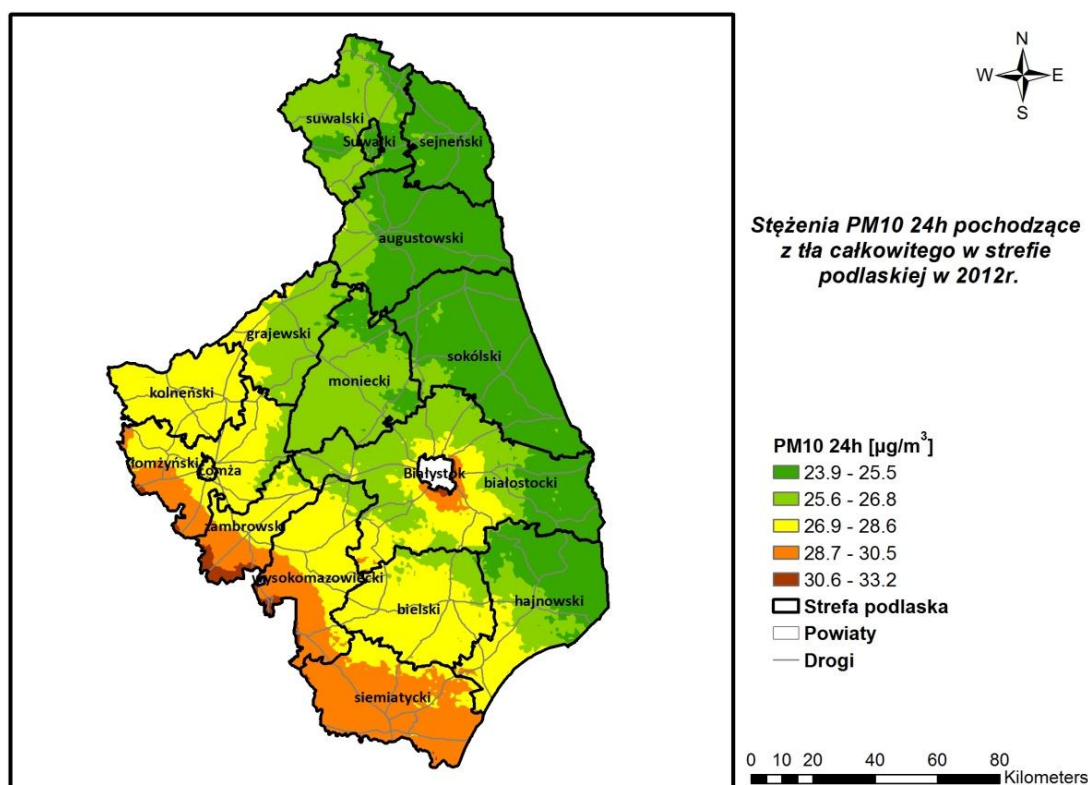 suwalski
Suwałki
sejneński
augustowski
grajewski
sokólski
moniecki
kolneński
łomżyński
Łomża
Białystok
białostocki
zambrowski
wysokomazowiecki
bielski
hajnowski
siemiatycki
N
W E
S
Stężenia PM10 24h pochodzące
z tła całkowitego w strefie
podlaskiej w 2012r.
PM10 24h [µg/m³]
23.9 - 25.5
25.6 - 26.8
26.9 - 28.6
28.7 - 30.5
30.6 - 33.2
Strefa podlaska
Powiaty
Drogi
0 10 20 40 60 80
Kilometers